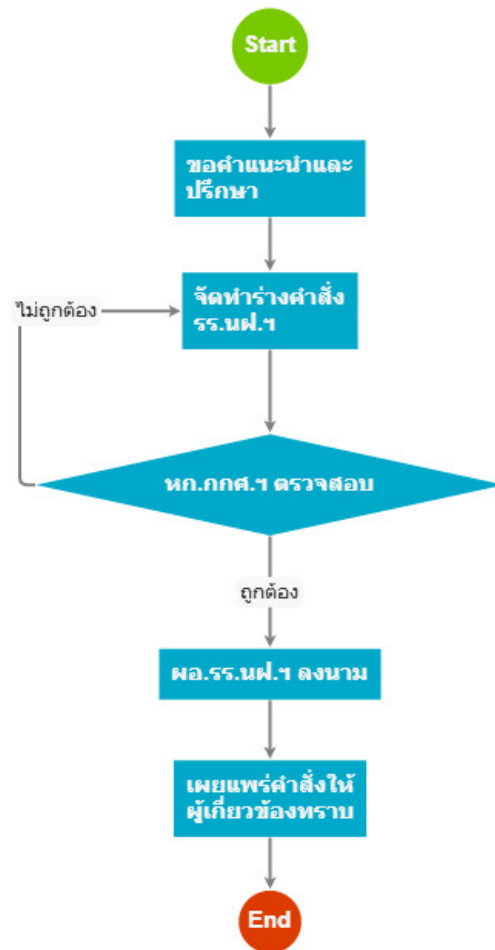 Start
ขอคำแนะนำและ
ปรึกษา
จัดทำร่างคำสั่ง
รร.นฝ.ฯ
ไม่ถูกต้อง
หก.กกศ.ฯ ตรวจสอบ
ถูกต้อง
ผอ.รร.นฝ.ฯ ลงนาม
เผยแพร่คำสั่งให้
ผู้เกี่ยวข้องทราบ
End